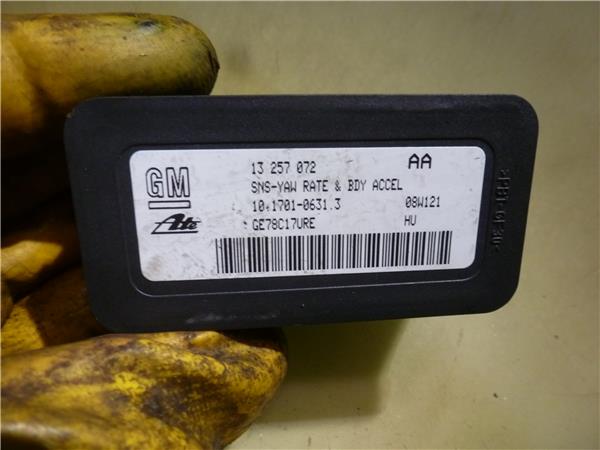 GM
Ate
13 257 072 AA
SNS-YAW RATE & BDY ACCEL
10.1701-0631.3 08W121
GE78C17URE HU